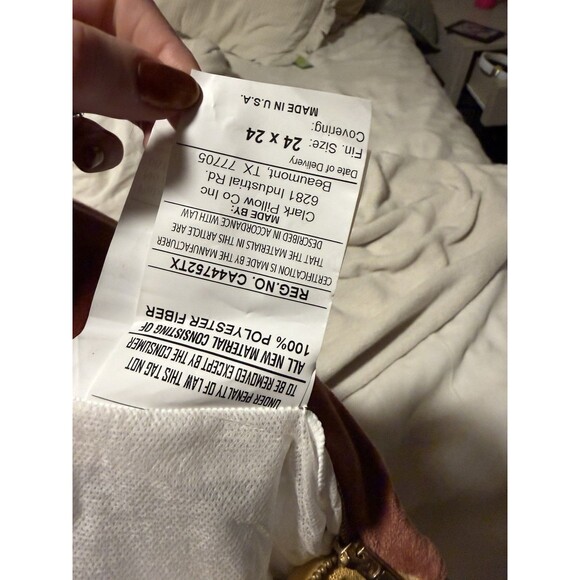 UNDER PENALTY OF LAW THIS TAG NOT
TO BE REMOVED EXCEPT BY THE CONSUMER
ALL NEW MATERIAL CONSISTING OF
100% POLYESTER FIBER
REG.NO. CA44752TX
CERTIFICATION IS MADE BY THE MANUFACTURER
THAT THE MATERIALS IN THIS ARTICLE ARE
DESCRIBED IN ACCORDANCE WITH LAW
MADE BY:
Clark Pillow Co Inc
6281 Industrial Rd.
Beaumont, TX 77705
Date of Delivery
Fin. Size: 24 x 24
Covering:
MADE IN U.S.A.